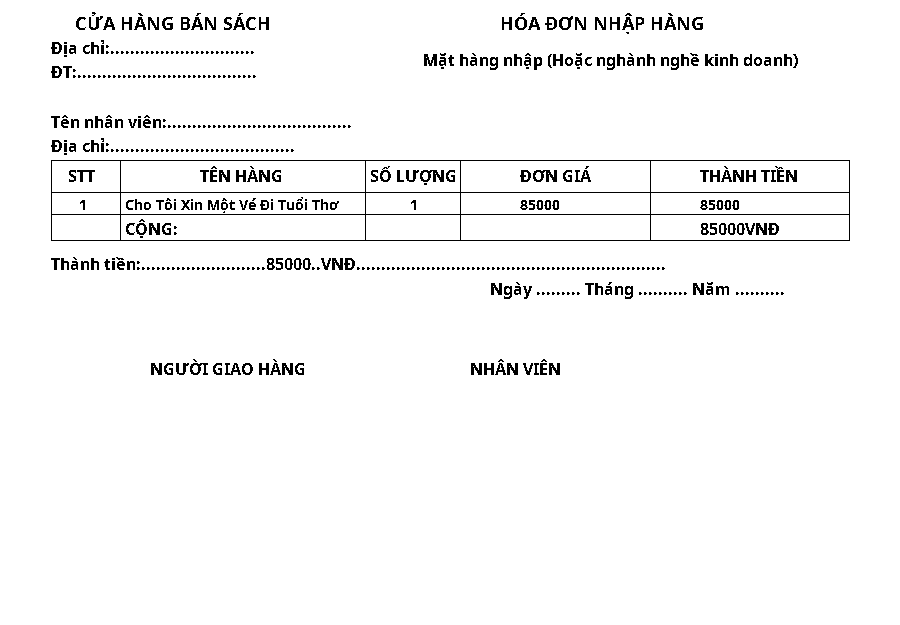 CỬA HÀNG BÁN SÁCH
HÓA ĐƠN NHẬP HÀNG
Địa chỉ:.............................
Mặt hàng nhập (Hoặc nghành nghề kinh doanh)
ĐT:....................................
Tên nhân viên:.....................................
Địa chỉ:.....................................
STT TÊN HÀNG SỐ LƯỢNG ĐƠN GIÁ THÀNH TIỀN
1 Cho Tôi Xin Một Vé Đi Tuổi Thơ 1 85000 85000
CỘNG: 85000VNĐ
Thành tiền:.........................85000..VNĐ..............................................................
Ngày ......... Tháng .......... Năm ..........
NGƯỜI GIAO HÀNG NHÂN VIÊN